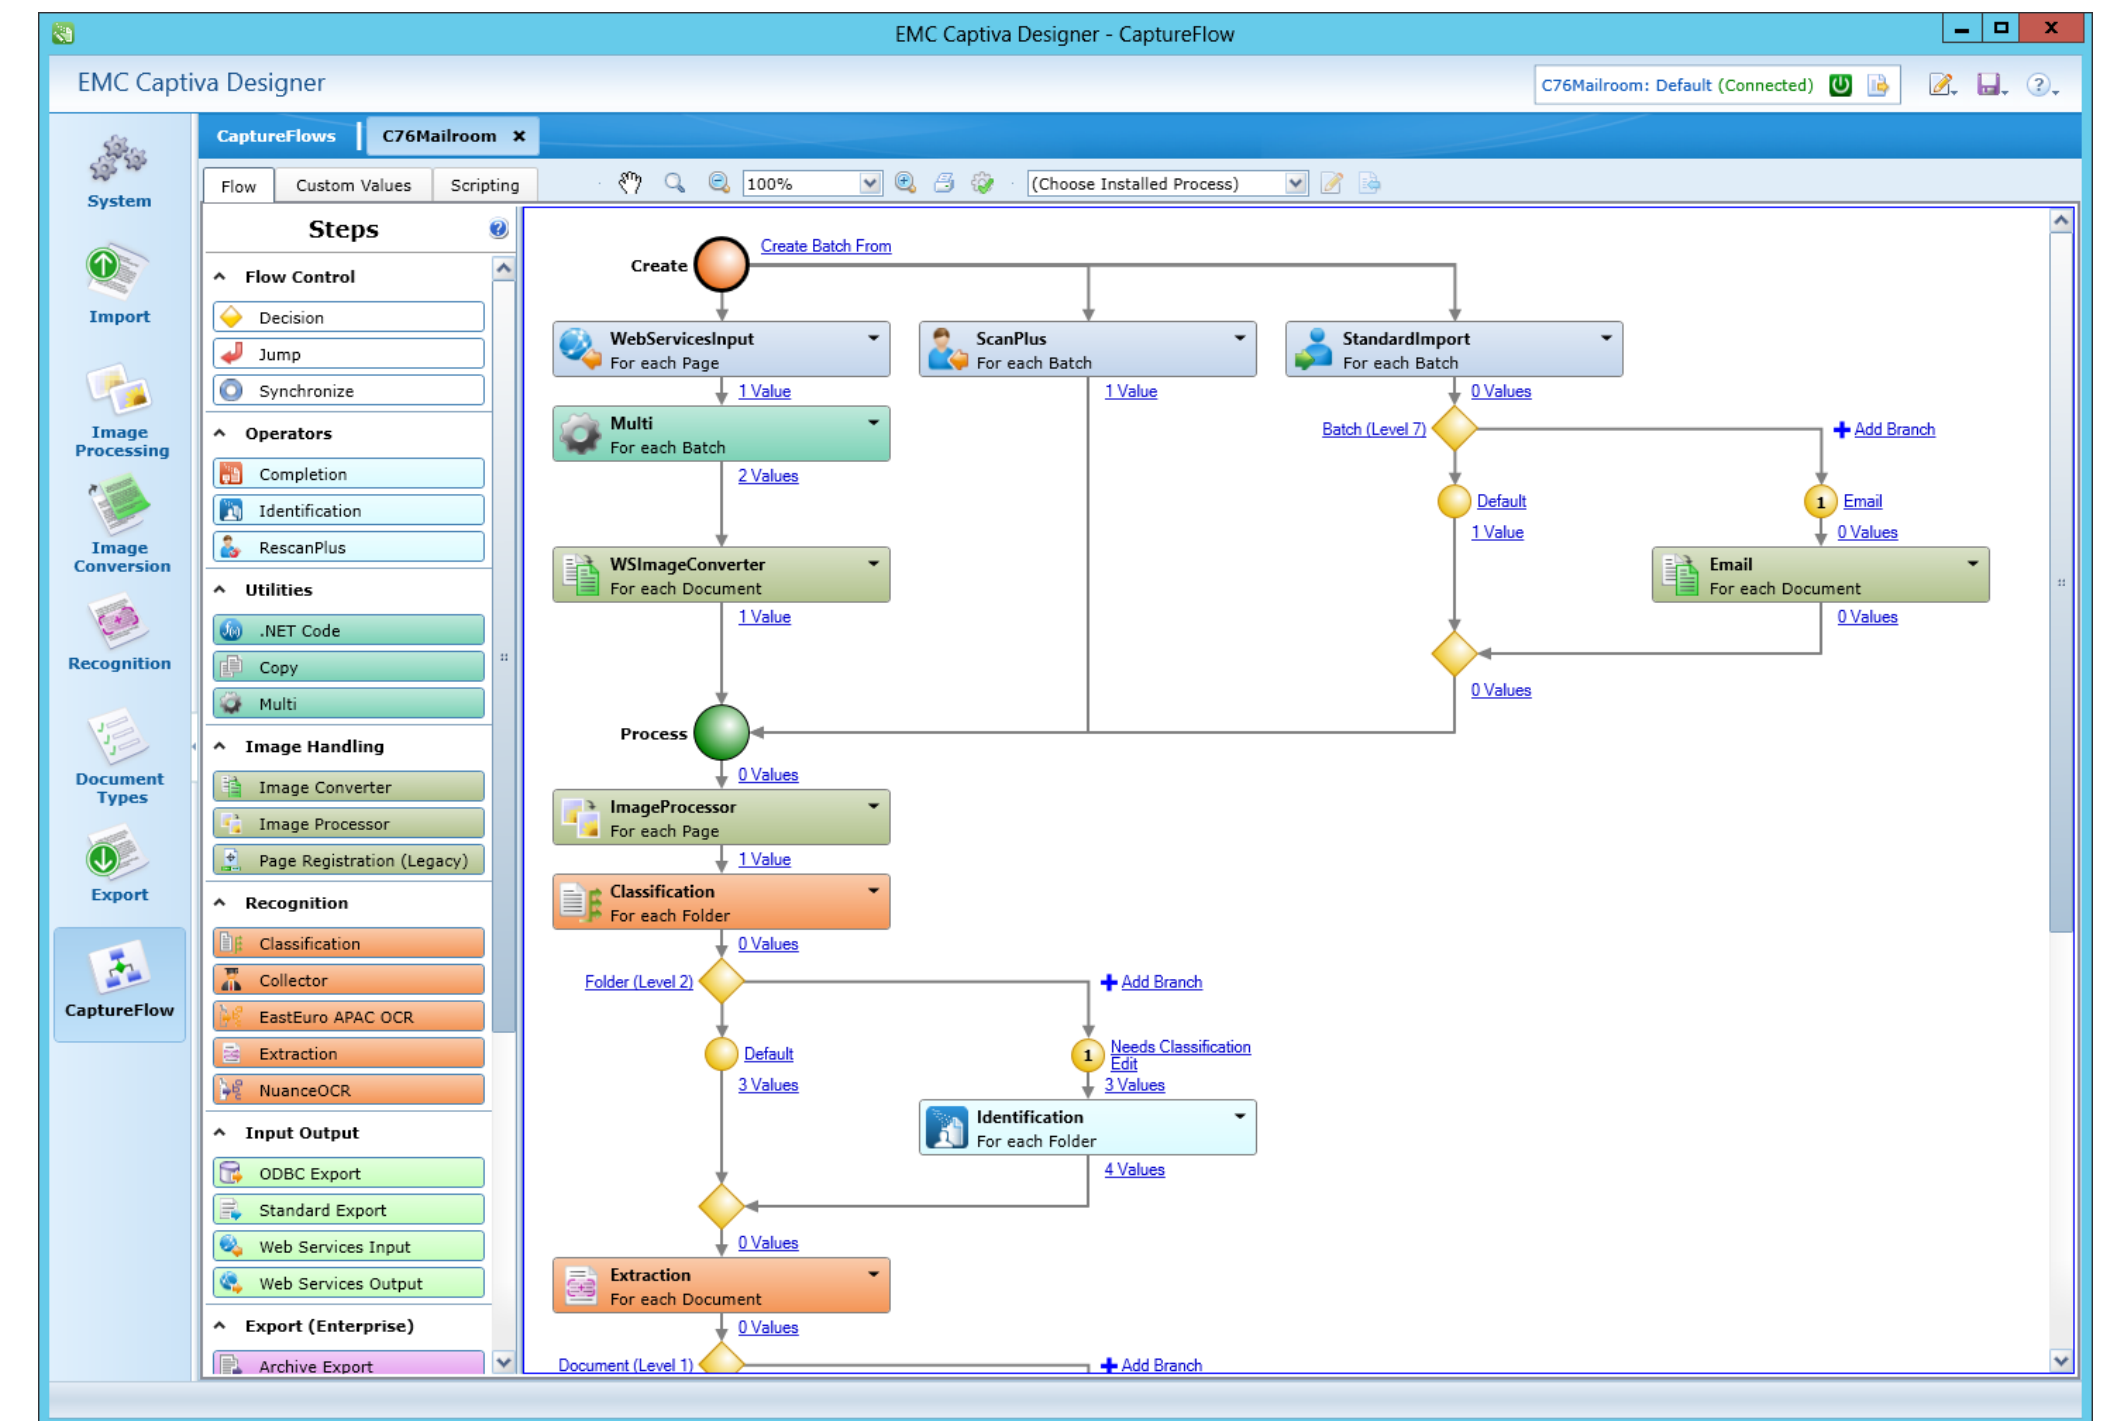 EMC Captiva Designer - CaptureFlow
EMC Captiva Designer
C76Mailroom: Default (Connected)
System
Import
Image
Processing
Image
Conversion
Recognition
Document
Types
Export
CaptureFlow
CaptureFlows
C76Mailroom
Flow
Custom Values
Scripting
100%
(Choose Installed Process)
Steps
Flow Control
Decision
Jump
Synchronize
Operators
Completion
Identification
RescanPlus
Utilities
.NET Code
Copy
Multi
Image Handling
Image Converter
Image Processor
Page Registration (Legacy)
Recognition
Classification
Collector
EastEuro APAC OCR
Extraction
NuanceOCR
Input Output
ODBC Export
Standard Export
Web Services Input
Web Services Output
Export (Enterprise)
Archive Export
Create
Create Batch From
WebServicesInput
For each Page
1 Value
ScanPlus
For each Batch
1 Value
StandardImport
For each Batch
0 Values
Multi
For each Batch
2 Values
Batch (Level 7)
Add Branch
Default
1 Value
1
Email
0 Values
WSImageConverter
For each Document
1 Value
Email
For each Document
0 Values
0 Values
Process
0 Values
ImageProcessor
For each Page
1 Value
Classification
For each Folder
0 Values
Folder (Level 2)
Add Branch
Default
3 Values
1
Needs Classification
Edit
3 Values
Identification
For each Folder
4 Values
0 Values
Extraction
For each Document
0 Values
Document (Level 1)
Add Branch